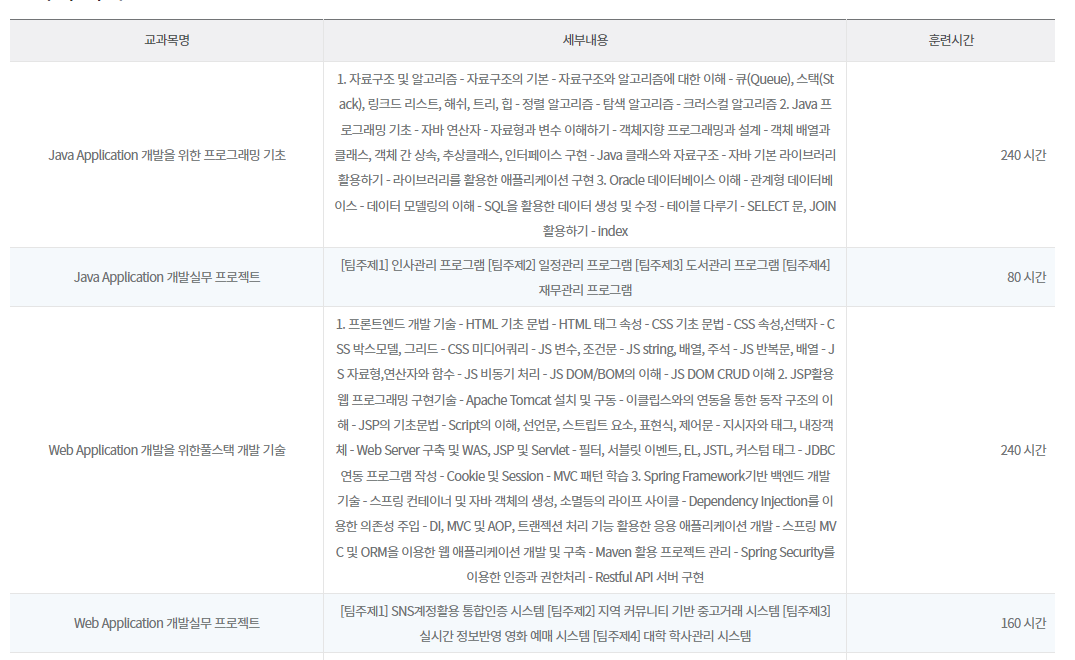 교과목명 세부내용 훈련시간
1. 자료구조 및 알고리즘 - 자료구조의 기본 - 자료구조와 알고리즘에 대한 이해 - 큐(Queue), 스택(St
ack), 링크드 리스트, 해쉬, 트리, 힙 - 정렬 알고리즘 - 탐색 알고리즘 - 크러스컬 알고리즘 2. Java 프
로그래밍 기초 - 자바 연산자 - 자료형과 변수 이해하기 - 객체지향 프로그래밍과 설계 - 객체 배열과
Java Application 개발을 위한 프로그래밍 기초 클래스, 객체 간 상속, 추상클래스, 인터페이스 구현 - Java 클래스와 자료구조 - 자바 기본 라이브러리 240 시간
활용하기 - 라이브러리를 활용한 애플리케이션 구현 3. Oracle 데이터베이스 이해 - 관계형 데이터베
이스 - 데이터 모델링의 이해 - SQL을 활용한 데이터 생성 및 수정 - 테이블 다루기 - SELECT 문, JOIN
활용하기 - index
Java Application 개발실무 프로젝트 [팀주제1] 인사관리 프로그램 [팀주제2] 일정관리 프로그램 [팀주제3] 도서관리 프로그램 [팀주제4] 80 시간
재무관리 프로그램
1. 프론트엔드 개발 기술 - HTML 기초 문법 - HTML 태그 속성 - CSS 기초 문법 - CSS 속성,선택자 - C
SS 박스모델, 그리드 - CSS 미디어쿼리 - JS 변수, 조건문 - JS string, 배열, 주석 - JS 반복문, 배열 - J
S 자료형,연산자와 함수 - JS 비동기 처리 - JS DOM/BOM의 이해 - JS DOM CRUD 이해 2. JSP활용
웹 프로그래밍 구현기술 - Apache Tomcat 설치 및 구동 - 이클립스와의 연동을 통한 동작 구조의 이
해 - JSP의 기초문법 - Script의 이해, 선언문, 스트립트 요소, 표현식, 제어문 - 지시자와 태그, 내장객
Web Application 개발을 위한풀스택 개발 기술 체 - Web Server 구축 및 WAS, JSP 및 Servlet - 필터, 서블릿 이벤트, EL, JSTL, 커스텀 태그 - JDBC 240 시간
연동 프로그램 작성 - Cookie 및 Session - MVC 패턴 학습 3. Spring Framework기반 백엔드 개발
기술 - 스프링 컨테이너 및 자바 객체의 생성, 소멸등의 라이프 사이클 - Dependency Injection를 이
용한 의존성 주입 - DI, MVC 및 AOP, 트랜잭션 처리 기능 활용한 응용 애플리케이션 개발 - 스프링 MV
C 및 ORM을 이용한 웹 애플리케이션 개발 및 구축 - Maven 활용 프로젝트 관리 - Spring Security를
이용한 인증과 권한처리 - Restful API 서버 구현
Web Application 개발실무 프로젝트 [팀주제1] SNS계정활용 통합인증 시스템 [팀주제2] 지역 커뮤니티 기반 중고거래 시스템 [팀주제3] 160 시간
실시간 정보반영 영화 예매 시스템 [팀주제4] 대학 학사관리 시스템